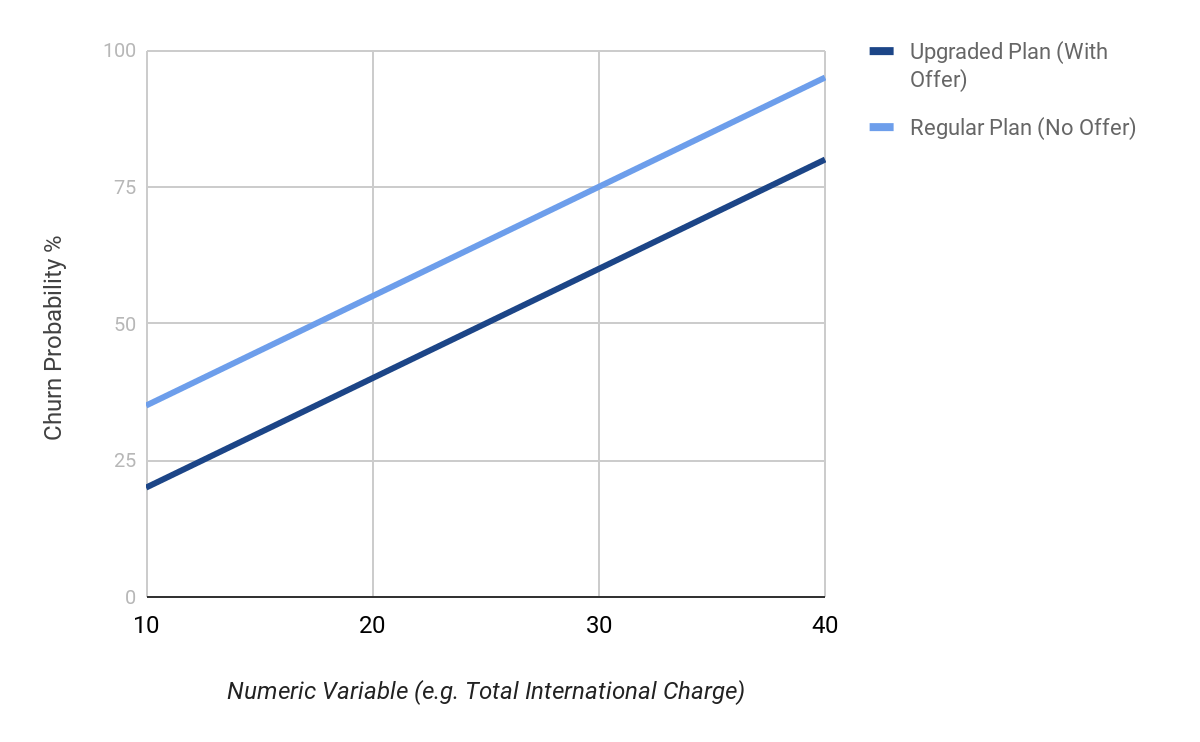 100
75
50
25
0
Churn Probability %
10
20
30
40
Numeric Variable (e.g. Total International Charge)
Upgraded Plan (With
Offer)
Regular Plan (No Offer)